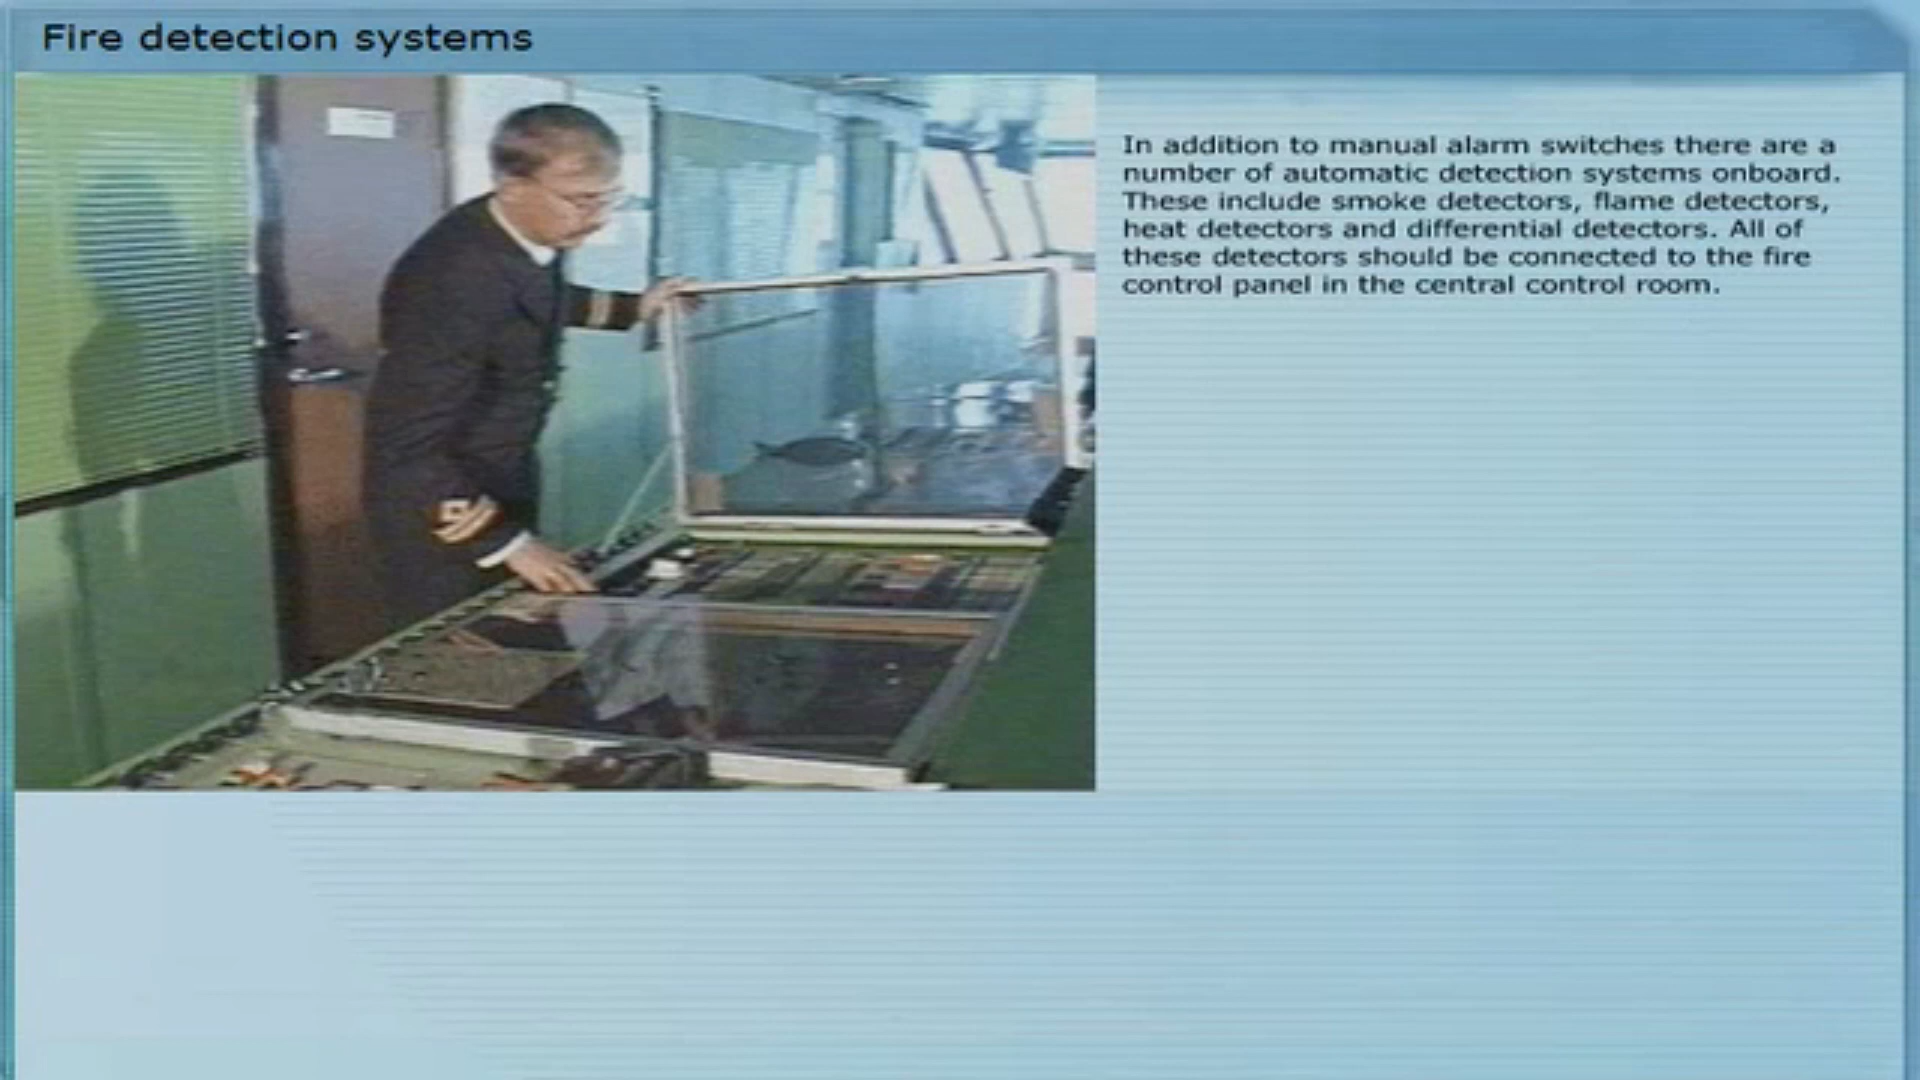 Fire detection systems
In addition to manual alarm switches there are a
number of automatic detection systems onboard.
These include smoke detectors, flame detectors,
heat detectors and differential detectors. All of
these detectors should be connected to the fire
control panel in the central control room.